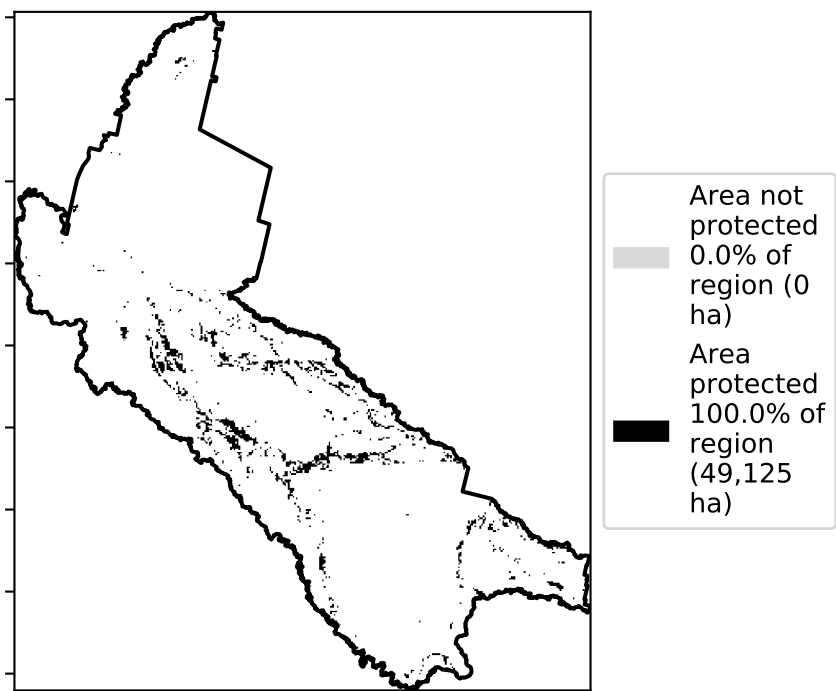 Area not
protected
0.0% of
region (0
ha)
Area
protected
100.0% of
region
(49,125
ha)